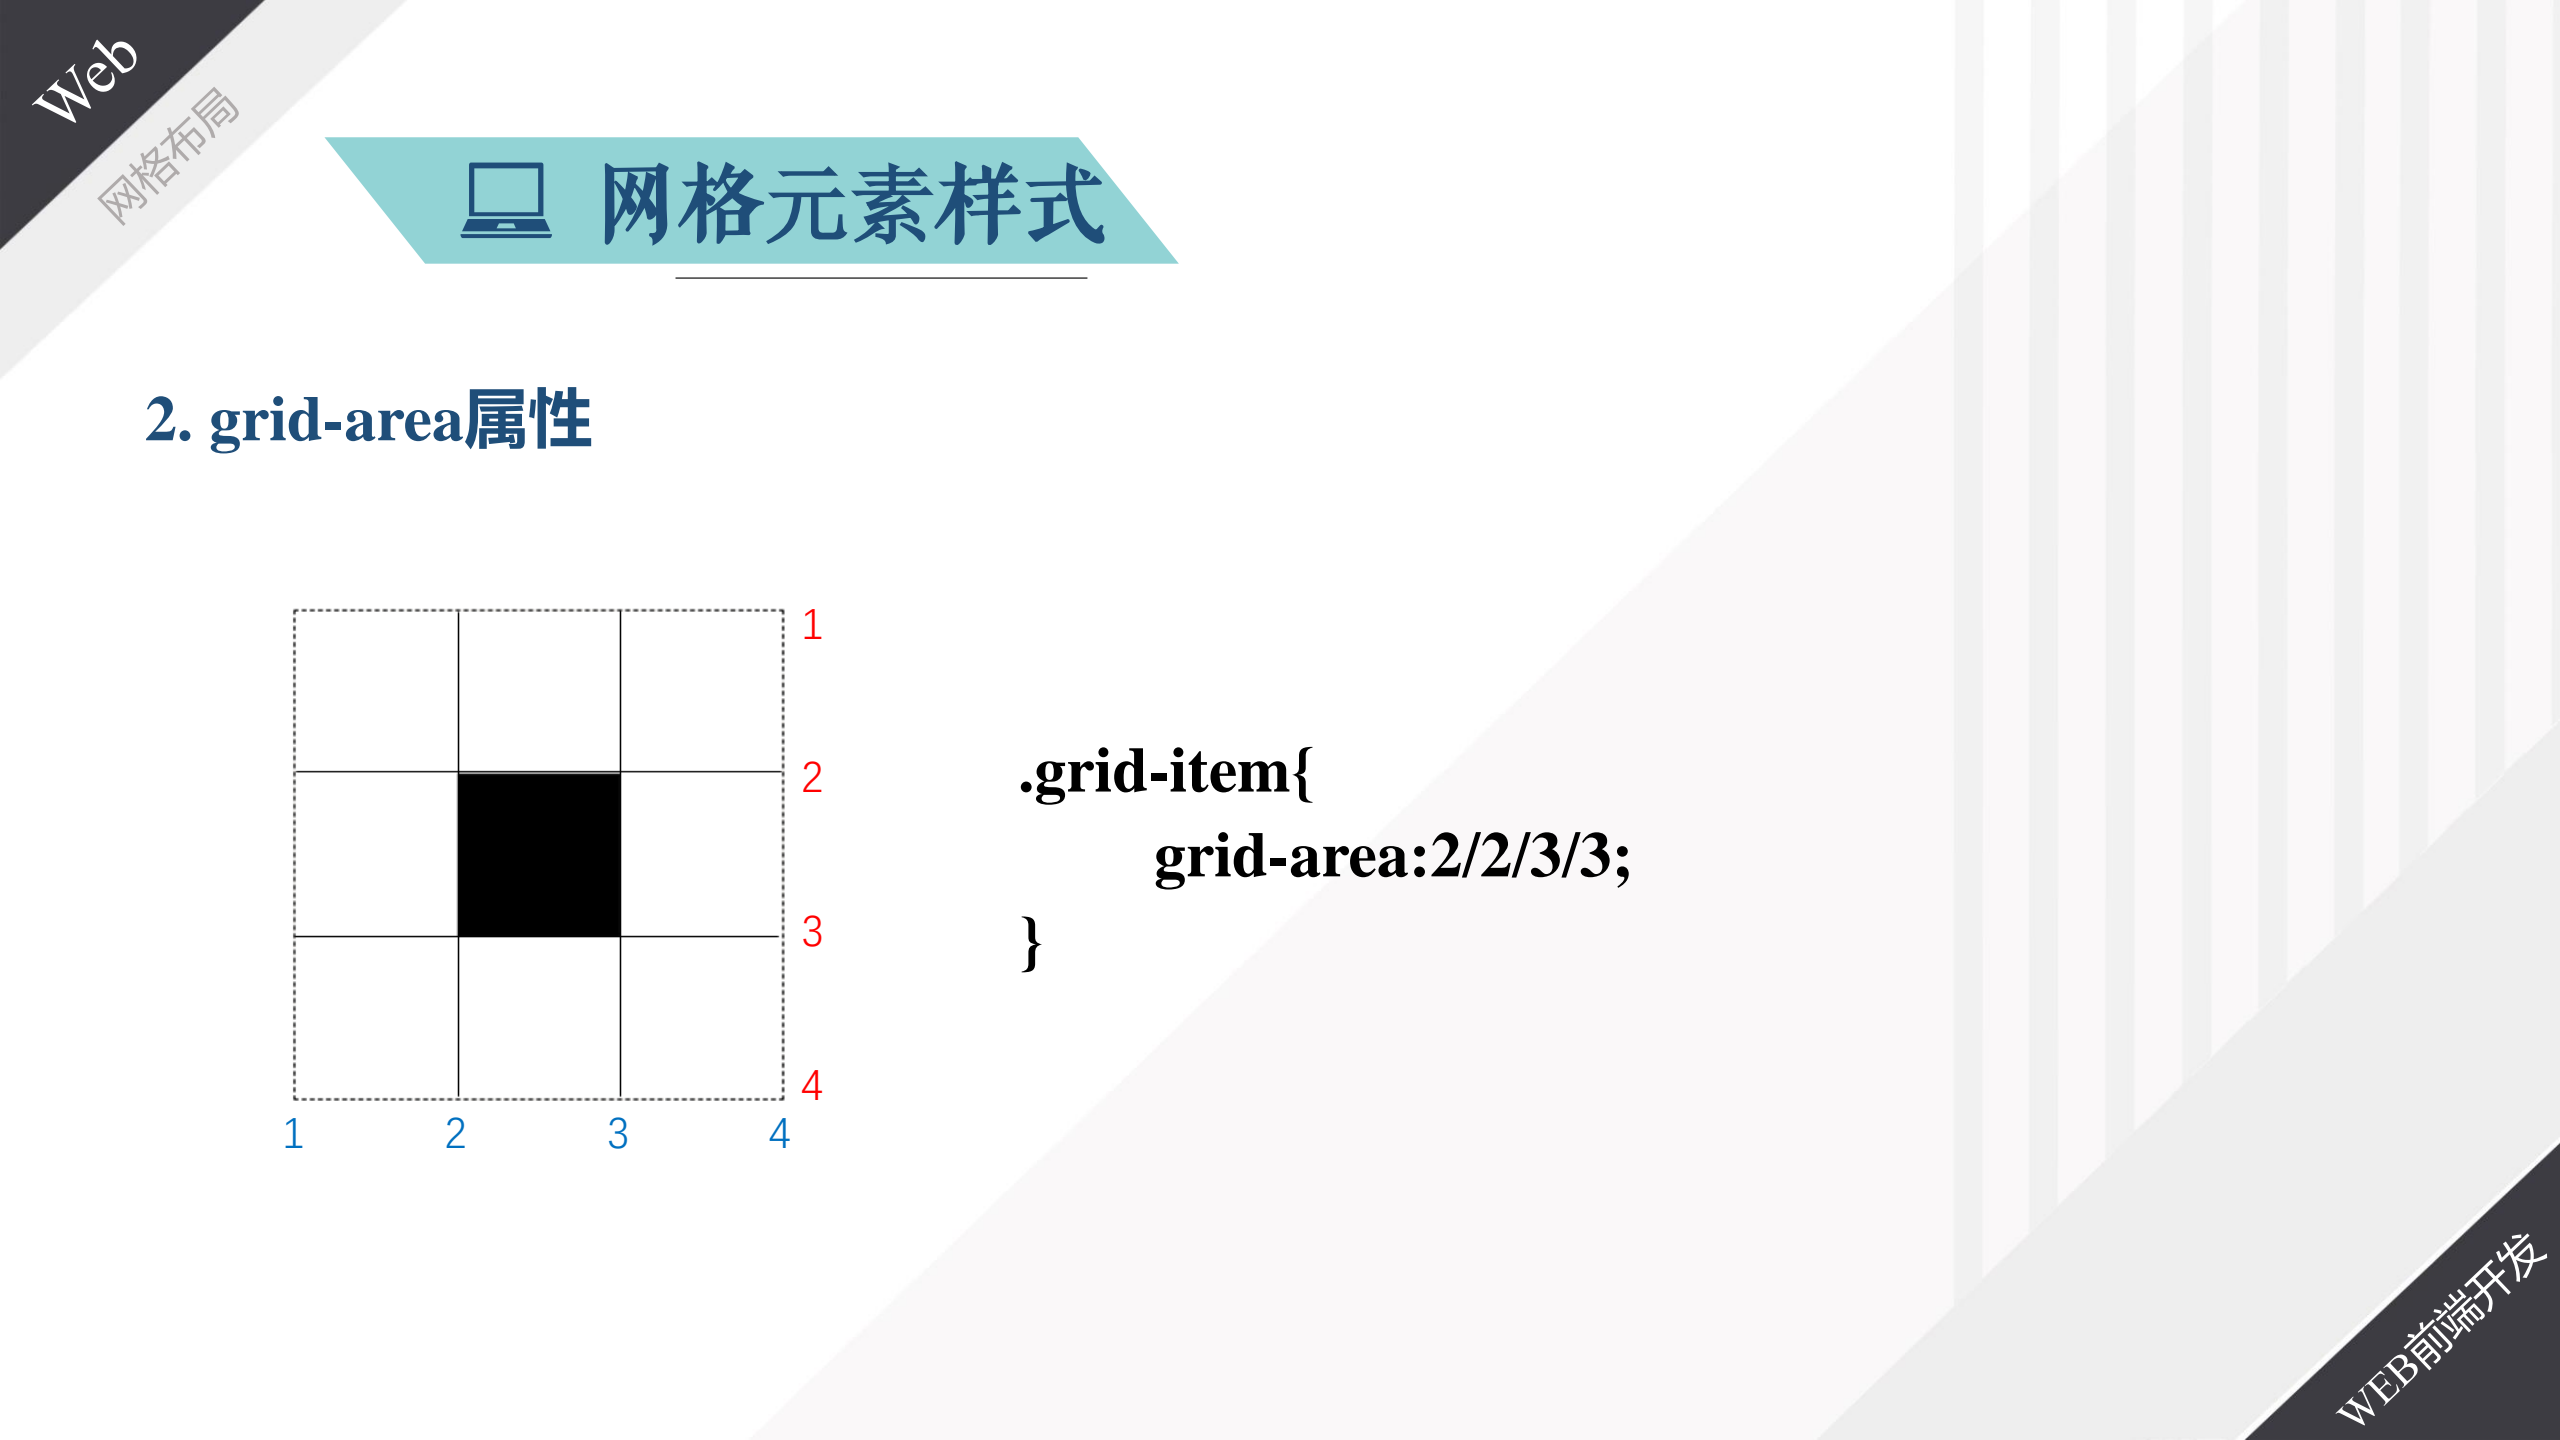 Web
网格布局
网格元素样式
2. grid-area属性
1
2
3
4
1 2 3 4
.grid-item{
grid-area:2/2/3/3;
}
WEB前端开发